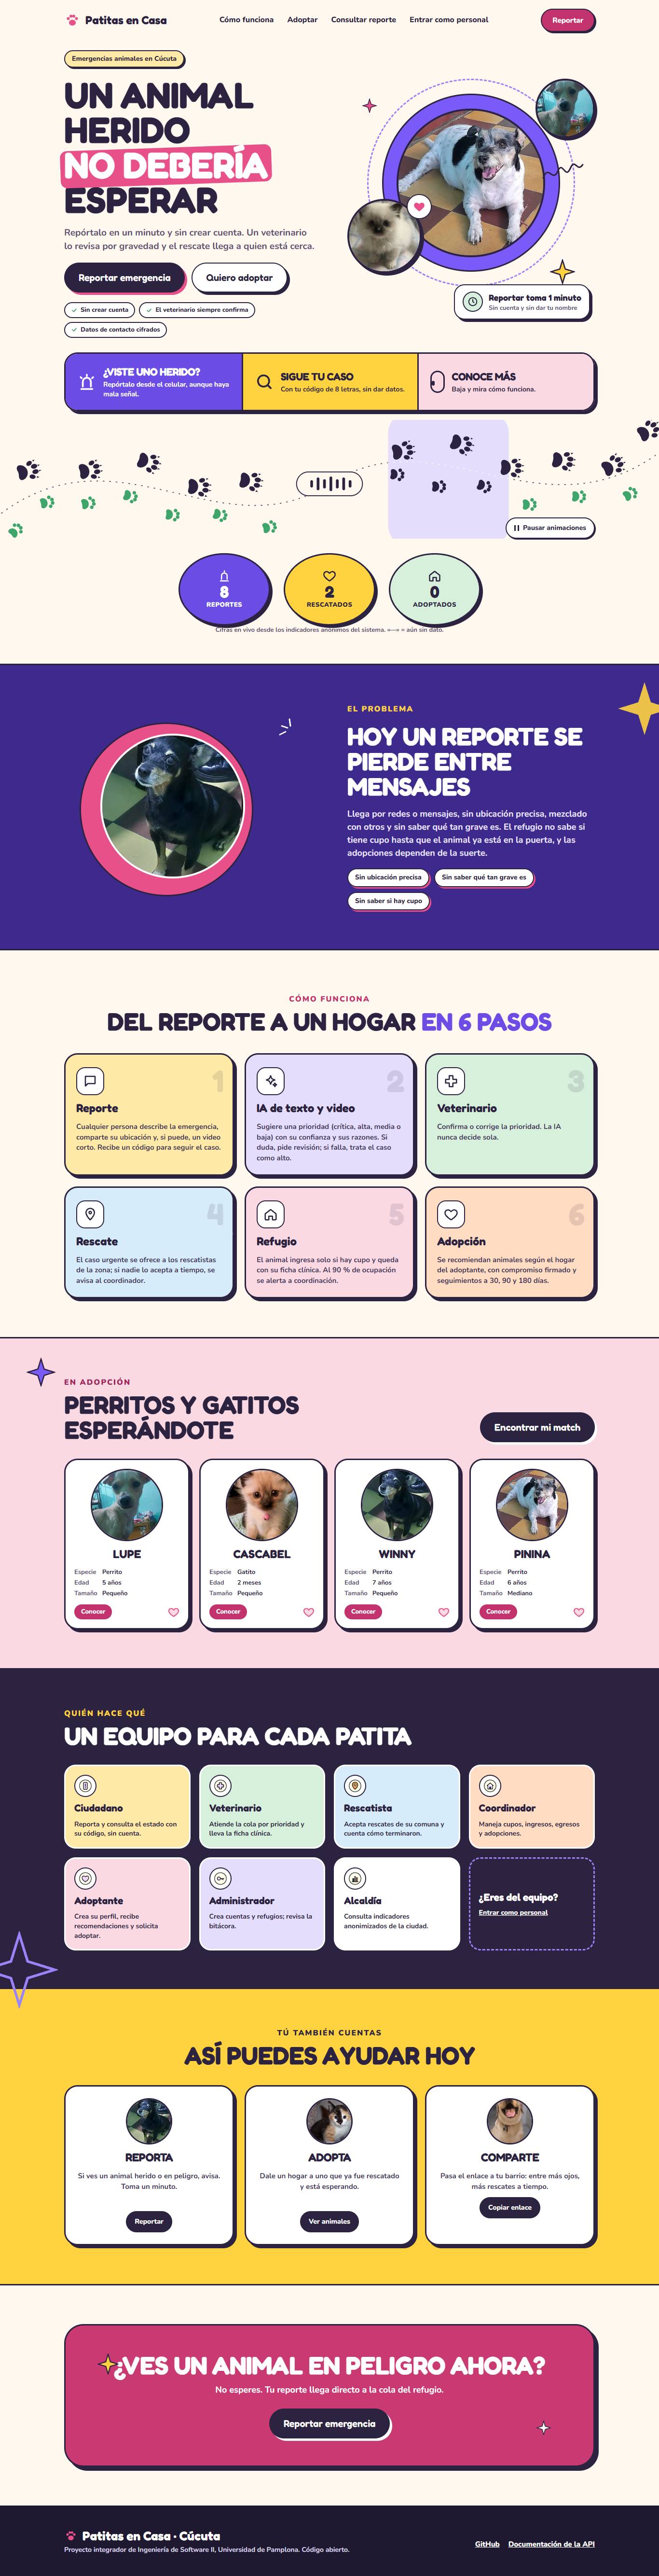 Patitas en Casa
Cómo funciona
Adoptar
Consultar reporte
Entrar como personal
Reportar
Emergencias animales en Cúcuta
UN ANIMAL
HERIDO
NO DEBERÍA
ESPERAR
Repórtalo en un minuto y sin crear cuenta. Un veterinario
lo revisa por gravedad y el rescate llega a quien está cerca.
Reportar emergencia
Quiero adoptar
Sin crear cuenta
El veterinario siempre confirma
Datos de contacto cifrados
Reportar toma 1 minuto
Sin cuenta y sin dar tu nombre
¿VISTE UNO HERIDO?
Repórtalo desde el celular, aunque haya
mala señal.
SIGUE TU CASO
Con tu código de 8 letras, sin dar datos.
CONOCE MÁS
Baja y mira cómo funciona.
Pausar animaciones
8
REPORTES
2
RESCATADOS
0
ADOPTADOS
Cifras en vivo desde los indicadores anónimos del sistema. «—» = aún sin dato.
EL PROBLEMA
HOY UN REPORTE SE
PIERDE ENTRE
MENSAJES
Llega por redes o mensajes, sin ubicación precisa, mezclado
con otros y sin saber qué tan grave es. El refugio no sabe si
tiene cupo hasta que el animal ya está en la puerta, y las
adopciones dependen de la suerte.
Sin ubicación precisa
Sin saber qué tan grave es
Sin saber si hay cupo
CÓMO FUNCIONA
DEL REPORTE A UN HOGAR EN 6 PASOS
1
Reporte
Cualquier persona describe la emergencia,
comparte su ubicación y, si puede, un video
corto. Recibe un código para seguir el caso.
2
IA de texto y video
Sugiere una prioridad (crítica, alta, media o
baja) con su confianza y sus razones. Si
duda, pide revisión; si falla, trata el caso
como alto.
3
Veterinario
Confirma o corrige la prioridad. La IA
nunca decide sola.
4
Rescate
El caso urgente se ofrece a los rescatistas
de la zona; si nadie lo acepta a tiempo, se
avisa al coordinador.
5
Refugio
El animal ingresa solo si hay cupo y queda
con su ficha clínica. Al 90 % de ocupación
se alerta a coordinación.
6
Adopción
Se recomiendan animales según el hogar
del adoptante, con compromiso firmado y
seguimientos a 30, 90 y 180 días.
EN ADOPCIÓN
PERRITOS Y GATITOS
ESPERÁNDOTE
Encontrar mi match
LUPE
Especie Perrito
Edad 5 años
Tamaño Pequeño
Conocer
CASCABEL
Especie Gatito
Edad 2 meses
Tamaño Pequeño
Conocer
WINNY
Especie Perrito
Edad 7 años
Tamaño Pequeño
Conocer
PININA
Especie Perrito
Edad 6 años
Tamaño Mediano
Conocer
QUIÉN HACE QUÉ
UN EQUIPO PARA CADA PATITA
Ciudadano
Reporta y consulta el estado con
su código, sin cuenta.
Veterinario
Atiende la cola por prioridad y
lleva la ficha clínica.
Rescatista
Acepta rescates de su comuna y
cuenta cómo terminaron.
Coordinador
Maneja cupos, ingresos, egresos
y adopciones.
Adoptante
Crea su perfil, recibe
recomendaciones y solicita
adoptar.
Administrador
Crea cuentas y refugios; revisa la
bitácora.
Alcaldía
Consulta indicadores
anonimizados de la ciudad.
¿Eres del equipo?
Entrar como personal
TÚ TAMBIÉN CUENTAS
ASÍ PUEDES AYUDAR HOY
REPORTA
Si ves un animal herido o en peligro, avisa.
Toma un minuto.
Reportar
ADOPTA
Dale un hogar a uno que ya fue rescatado
y está esperando.
Ver animales
COMPARTE
Pasa el enlace a tu barrio: entre más ojos,
más rescates a tiempo.
Copiar enlace
¿VES UN ANIMAL EN PELIGRO AHORA?
No esperes. Tu reporte llega directo a la cola del refugio.
Reportar emergencia
Patitas en Casa · Cúcuta
Proyecto integrador de Ingeniería de Software II, Universidad de Pamplona. Código abierto.
GitHub
Documentación de la API